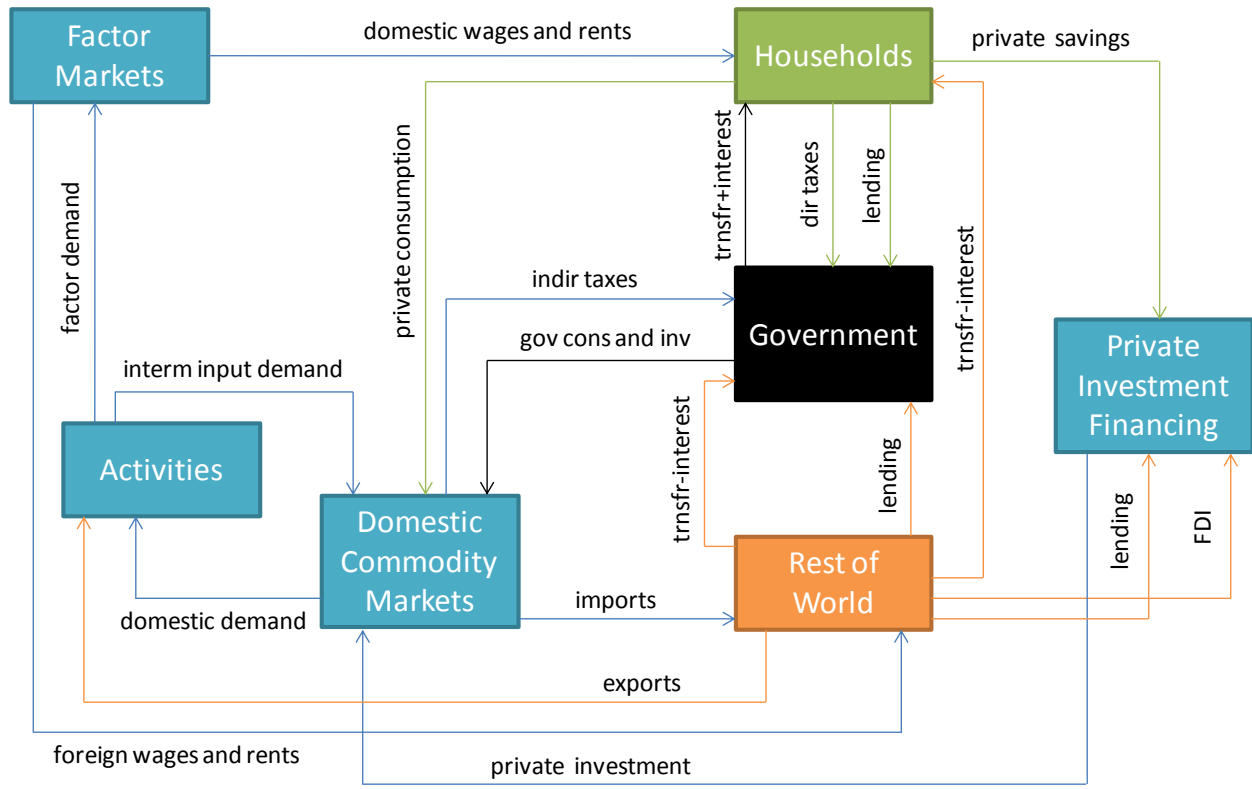 Factor
Markets
domestic wages and rents
Households
private  savings
factor demand
private consumption
trnsfr+interest
dir taxes
lending
trnsfr-interest
indir taxes
gov cons and inv
Government
Private
Investment
Financing
interm input demand
Activities
Domestic
Commodity
Markets
trnsfr-interest
lending
lending
FDI
Rest of
World
imports
domestic demand
exports
foreign wages and rents
private  investment